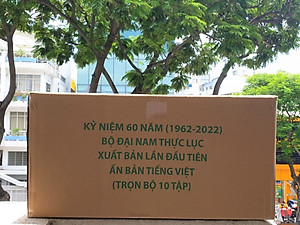 KỶ NIỆM 60 NĂM (1962-2022)
BỘ ĐẠI NAM THỰC LỤC
XUẤT BẢN LẦN ĐẦU TIÊN
ẤN BẢN TIẾNG VIỆT
(TRỌN BỘ 10 TẬP)